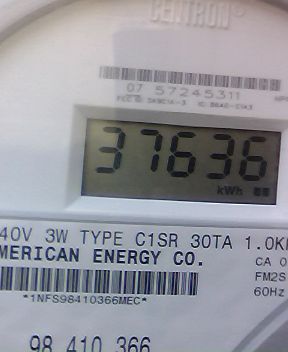 CENTRON®
07 57245311
37636
kWh
40V 3W TYPE C1SR 30TA 1.0K
MERICAN ENERGY CO.
CA 0
FM2S
60Hz
*1NFS98410366MEC*
98 410 366